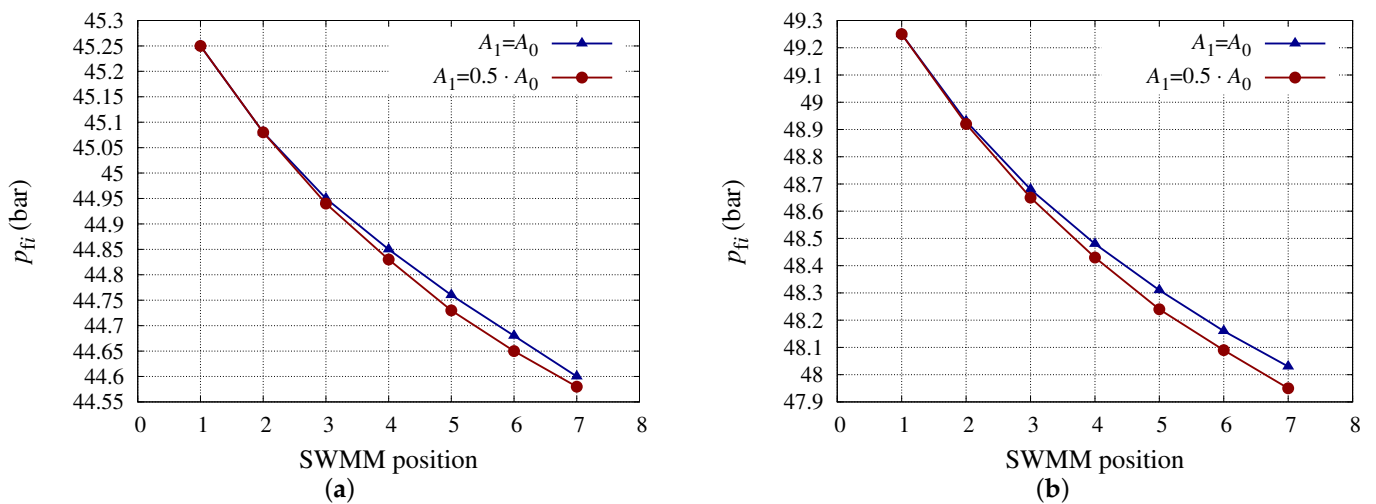 45.3
45.25
45.2
45.15
45.1
45.05
45
44.95
44.9
44.85
44.8
44.75
44.7
44.65
44.6
44.55
0 1 2 3 4 5 6 7 8
p_fi (bar)
SWMM position
A_1=A_0
A_1=0.5 · A_0
(a)
49.3
49.2
49.1
49
48.9
48.8
48.7
48.6
48.5
48.4
48.3
48.2
48.1
48
47.9
0 1 2 3 4 5 6 7 8
p_fi (bar)
SWMM position
A_1=A_0
A_1=0.5 · A_0
(b)